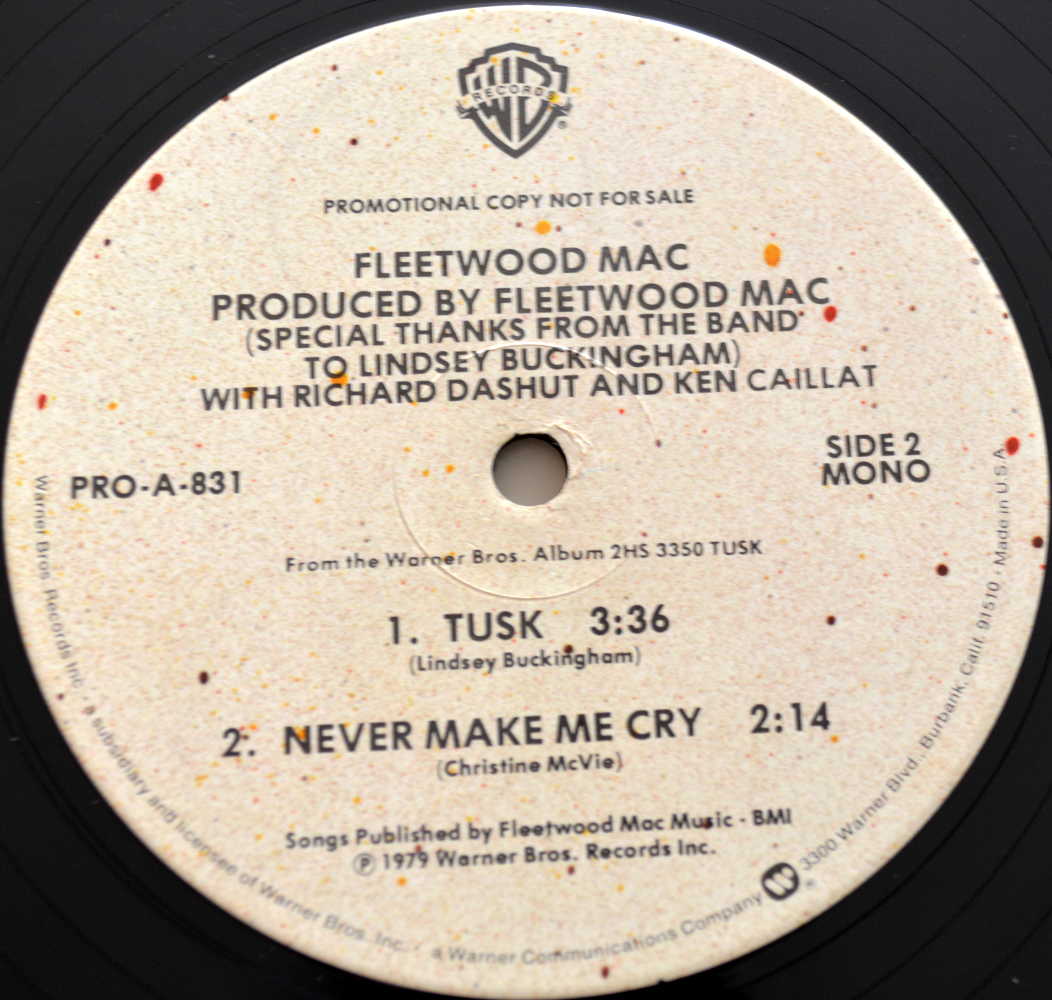 WB
RECORDS
®
PROMOTIONAL COPY NOT FOR SALE
FLEETWOOD MAC
PRODUCED BY FLEETWOOD MAC
(SPECIAL THANKS FROM THE BAND
TO LINDSEY BUCKINGHAM)
WITH RICHARD DASHUT AND KEN CAILLAT
PRO-A-831
SIDE 2
MONO
From the Warner Bros. Album 2HS 3350 TUSK
1. TUSK 3:36
(Lindsey Buckingham)
2. NEVER MAKE ME CRY 2:14
(Christine McVie)
Songs Published by Fleetwood Mac Music - BMI
℗ 1979 Warner Bros. Records Inc.
Warner Bros. Records Inc. · a subsidiary and licensee of Warner Bros. Inc. · a Warner Communications Company ® 3300 Warner Blvd., Burbank, Calif. 91510 · Made in U.S.A.